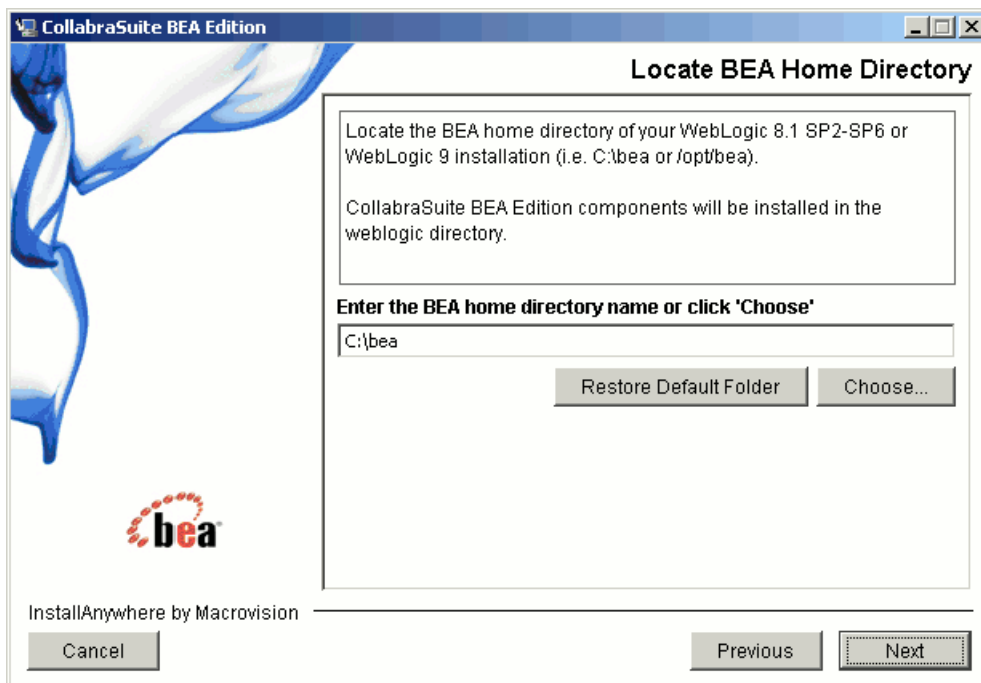 CollabraSuite BEA Edition
Locate BEA Home Directory
Locate the BEA home directory of your WebLogic 8.1 SP2-SP6 or
WebLogic 9 installation (i.e. C:\bea or /opt/bea).
CollabraSuite BEA Edition components will be installed in the
weblogic directory.
Enter the BEA home directory name or click 'Choose'
C:\bea
Restore Default Folder
Choose...
bea
InstallAnywhere by Macrovision
Cancel
Previous
Next